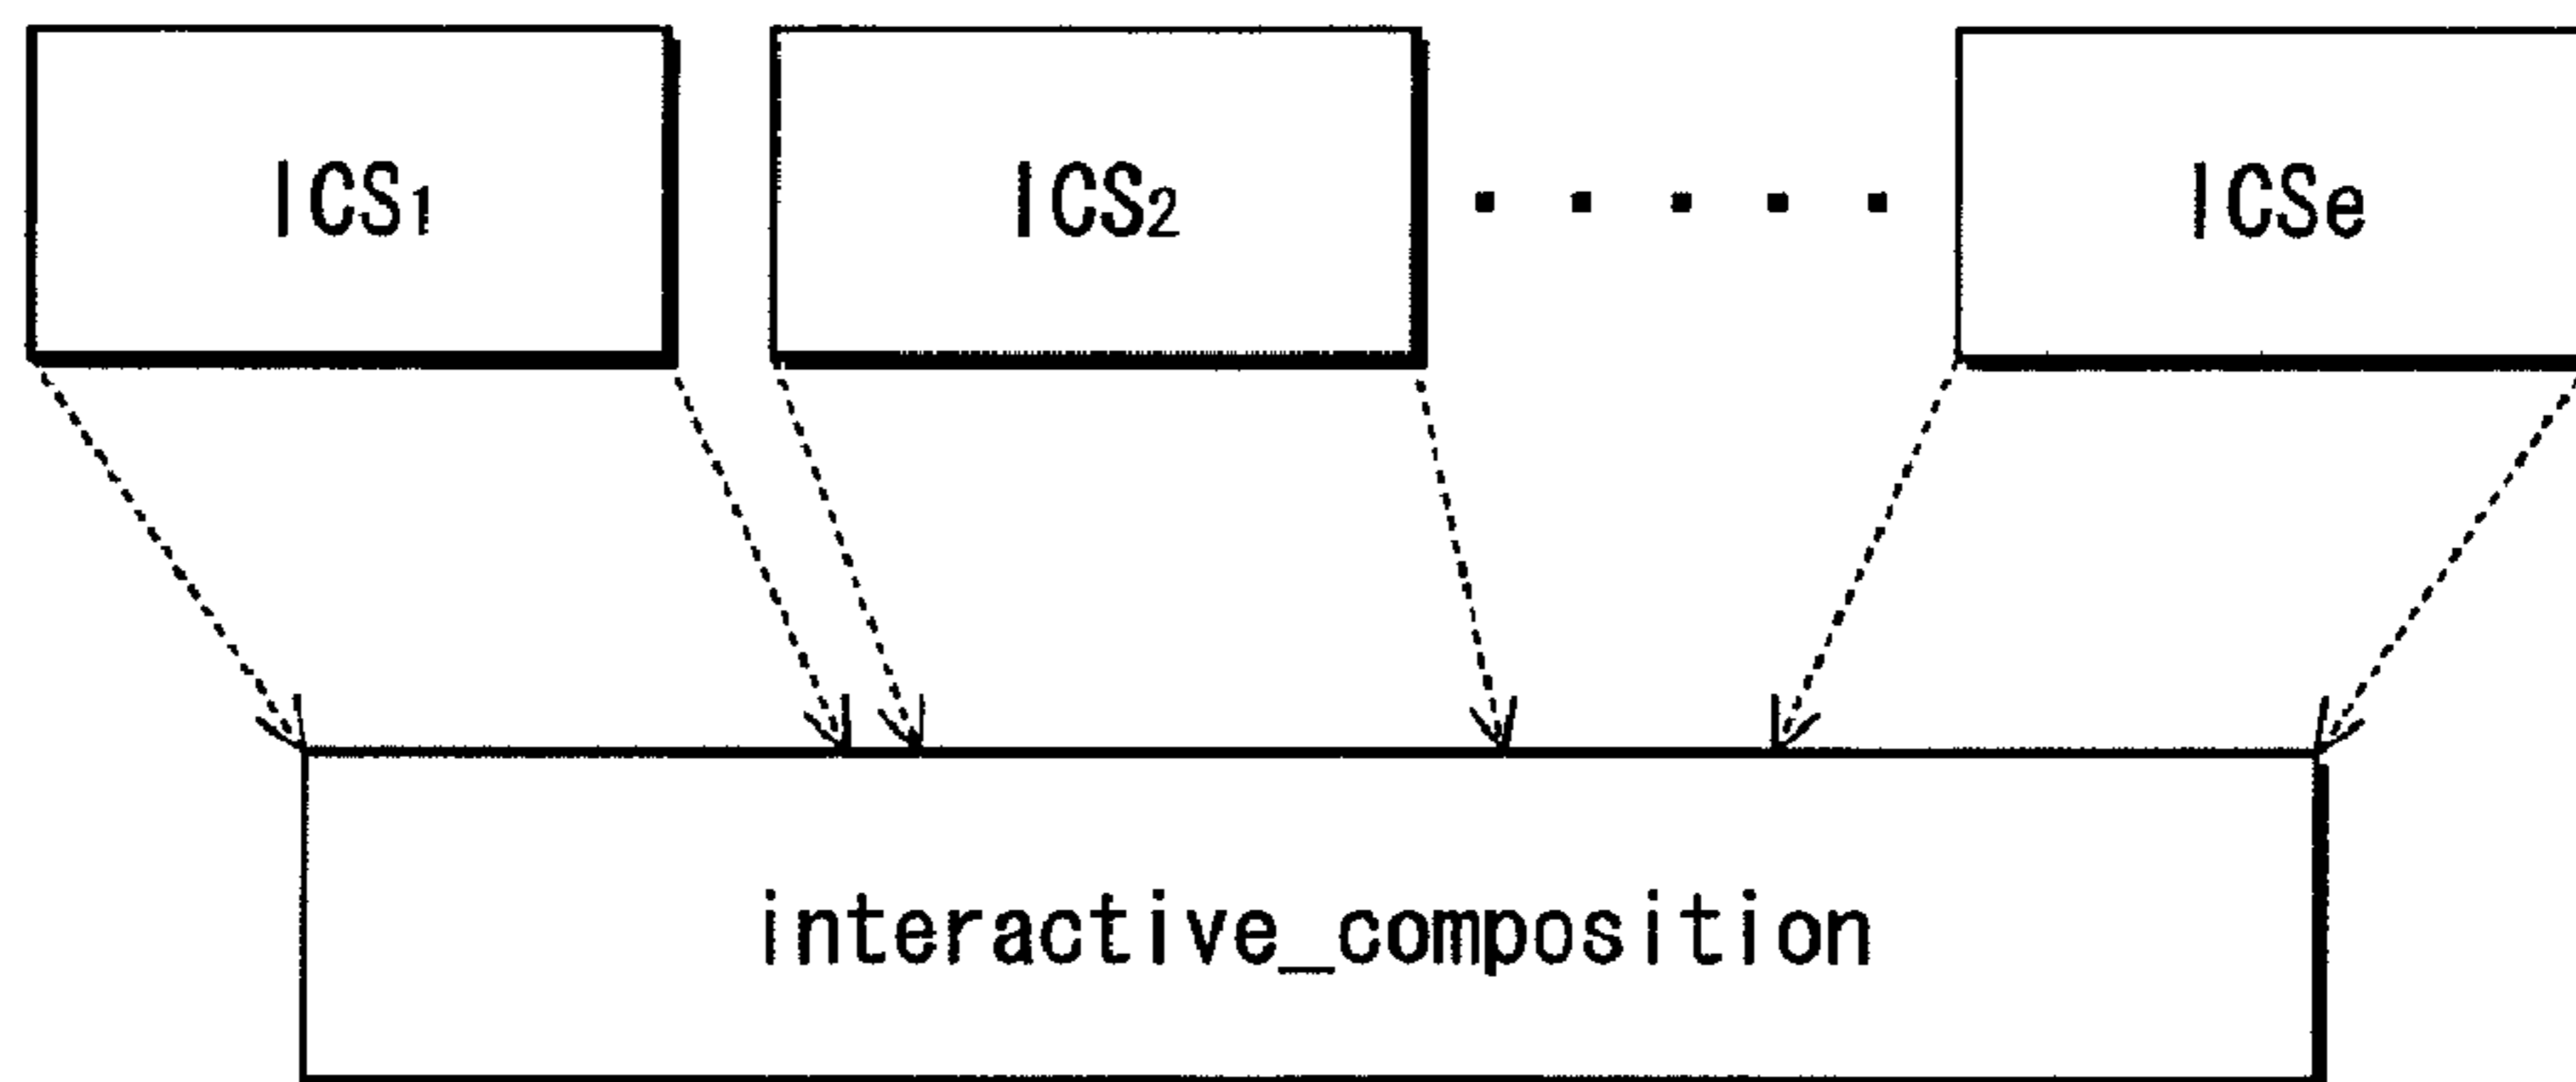 ICS1 ICS2 ..... ICSe
interactive_composition